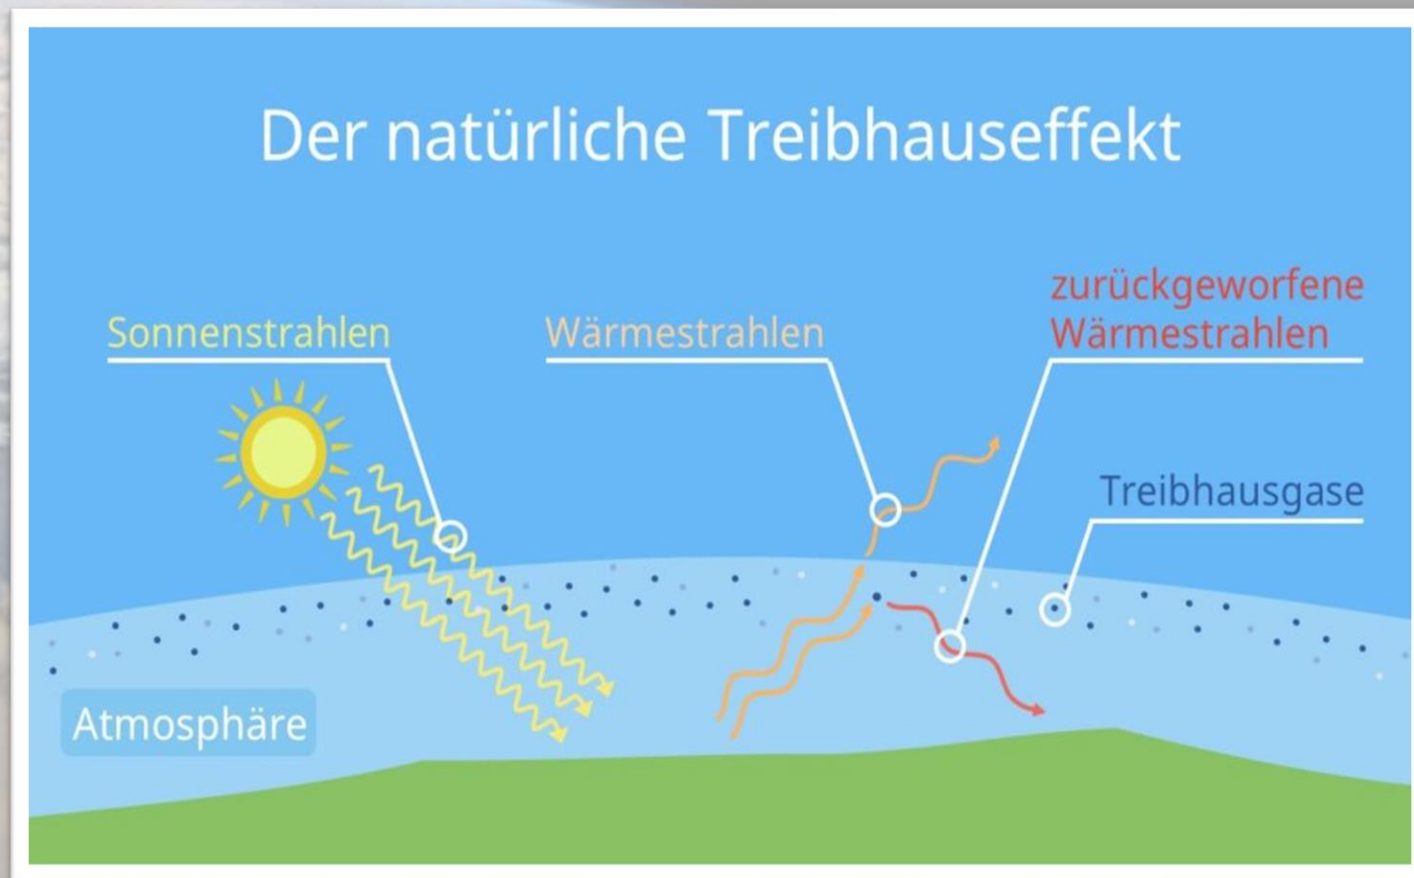 Der natürliche Treibhauseffekt
Sonnenstrahlen
Wärmestrahlen
zurückgeworfene
Wärmestrahlen
Treibhausgase
Atmosphäre